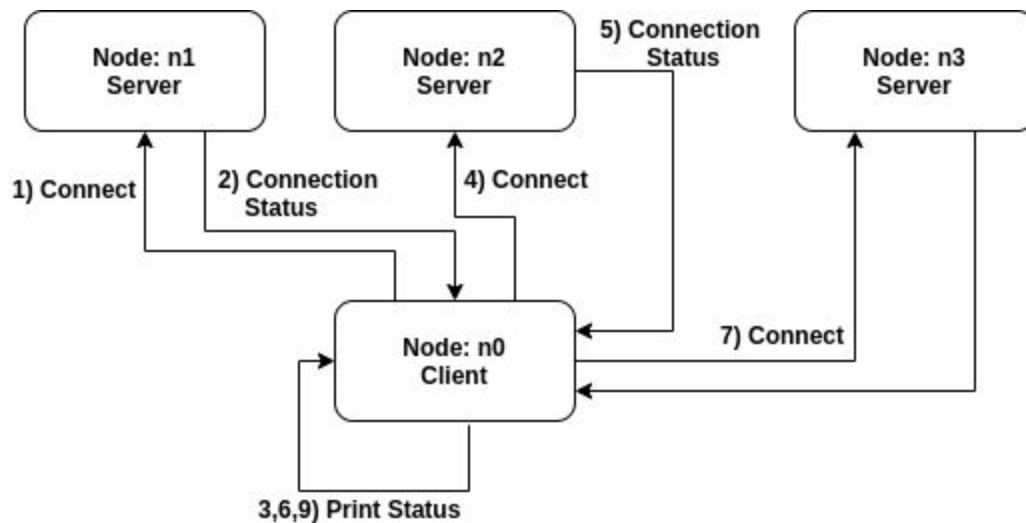 Node: n1
Server
Node: n2
Server
5) Connection
Status
Node: n3
Server
1) Connect
2) Connection
Status
4) Connect
7) Connect
Node: n0
Client
3,6,9) Print Status